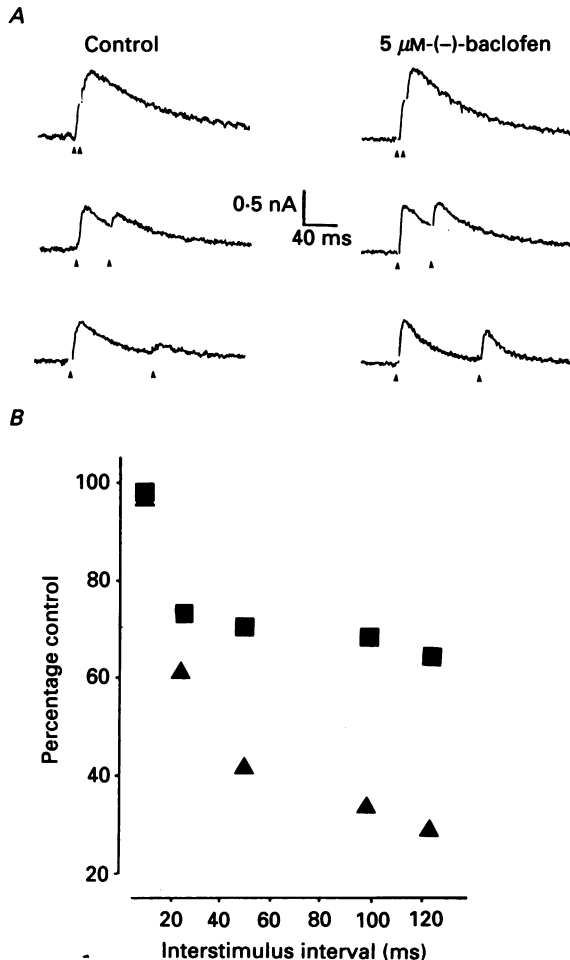 A
Control
5 μM-(–)-baclofen
0·5 nA
40 ms
B
100
80
60
40
20
Percentage control
20 40 60 80 100 120
Interstimulus interval (ms)